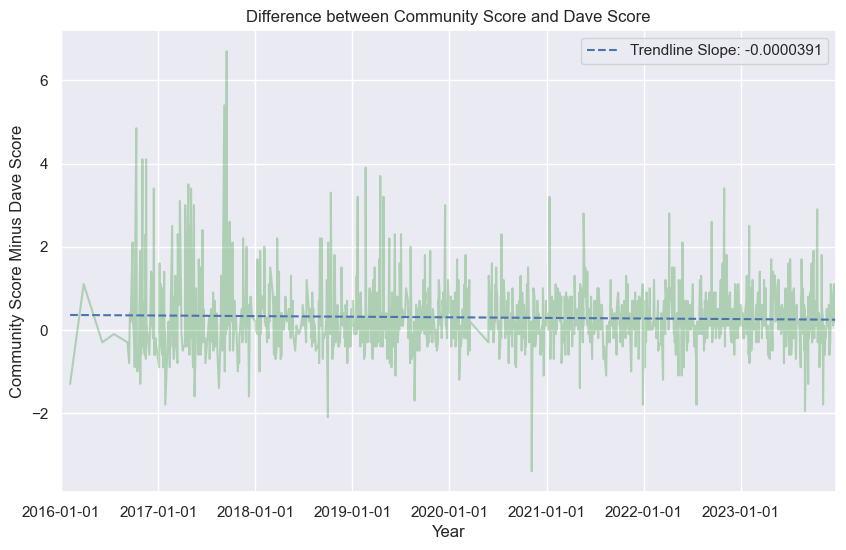 Difference between Community Score and Dave Score
Trendline Slope: -0.0000391
Community Score Minus Dave Score
6
4
2
0
−2
2016-01-01 2017-01-01 2018-01-01 2019-01-01 2020-01-01 2021-01-01 2022-01-01 2023-01-01
Year